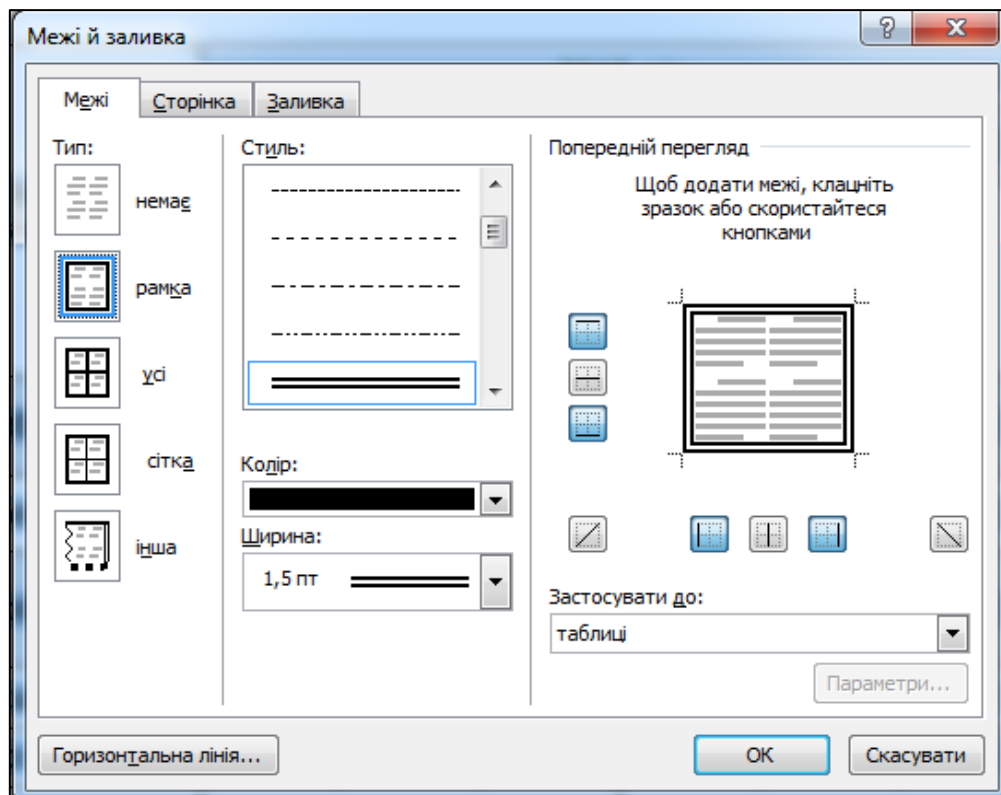 Межі й заливка
Межі
Сторінка
Заливка
Тип:
немає
рамка
усі
сітка
інша
Стиль:
Колір:
Ширина:
1,5 пт
Попередній перегляд
Щоб додати межі, клацніть
зразок або скористайтеся
кнопками
Застосувати до:
таблиці
Параметри...
Горизонтальна лінія...
ОК
Скасувати